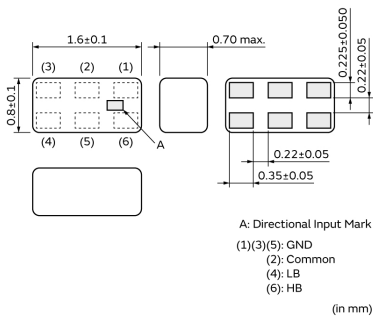 1.6±0.1
0.70 max.
0.225±0.050
0.22±0.05
(3) (2) (1)
0.8±0.1
(4) (5) (6)
A
0.22±0.05
0.35±0.05
A: Directional Input Mark
(1)(3)(5): GND
(2): Common
(4): LB
(6): HB
(in mm)